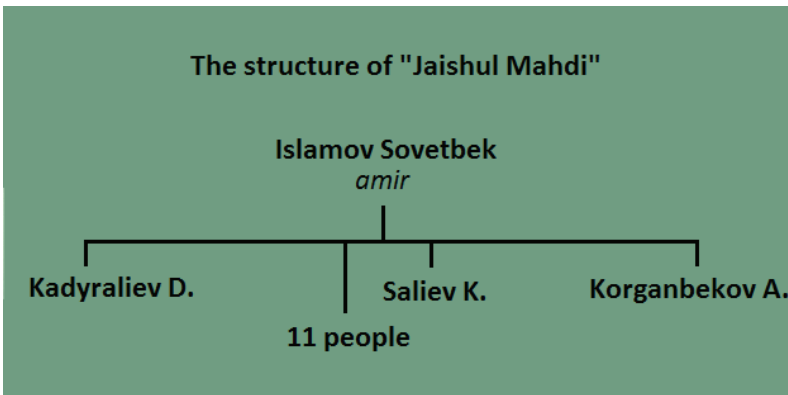 The structure of "Jaishul Mahdi"
Islamov Sovetbek
amir
Kadyraliev D.
Saliev K.
Korganbekov A.
11 people